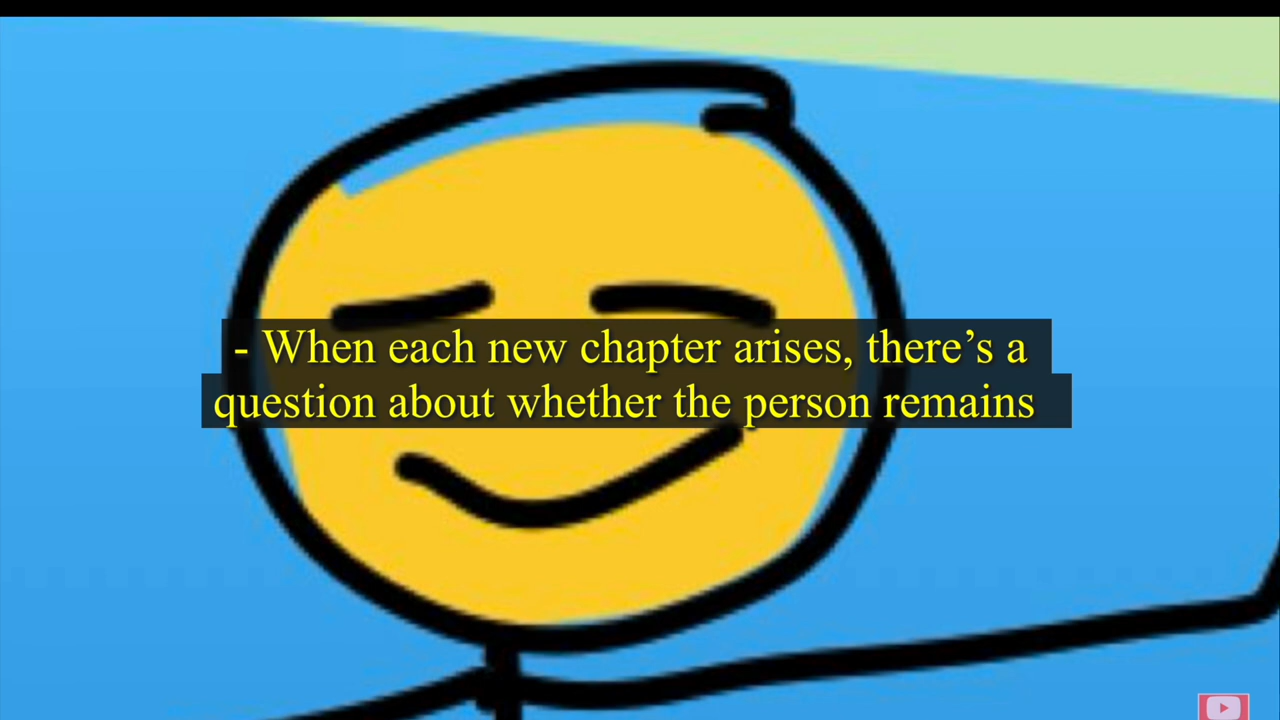 - When each new chapter arises, there’s a
question about whether the person remains